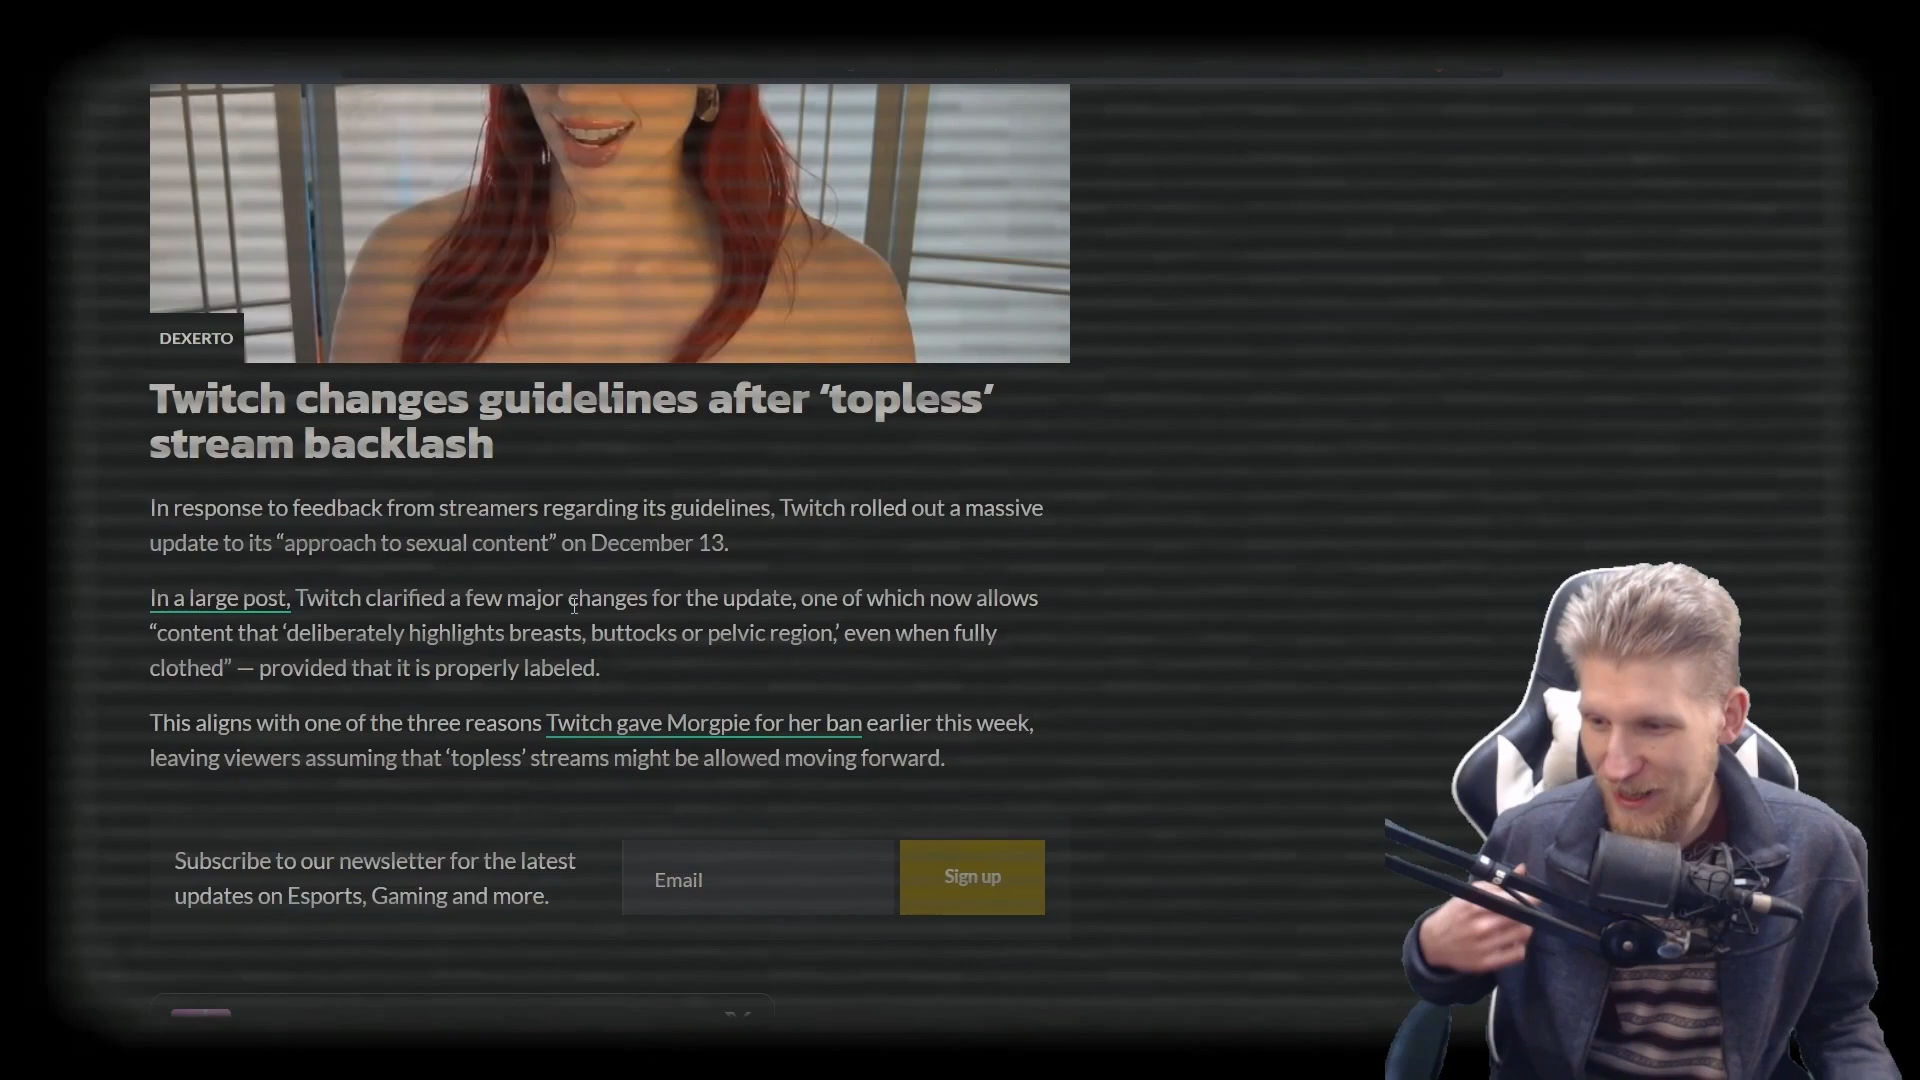 DEXERTO
Twitch changes guidelines after ‘topless’
stream backlash
In response to feedback from streamers regarding its guidelines, Twitch rolled out a massive
update to its “approach to sexual content” on December 13.
In a large post, Twitch clarified a few major changes for the update, one of which now allows
“content that ‘deliberately highlights breasts, buttocks or pelvic region,’ even when fully
clothed” — provided that it is properly labeled.
This aligns with one of the three reasons Twitch gave Morgpie for her ban earlier this week,
leaving viewers assuming that ‘topless’ streams might be allowed moving forward.
Subscribe to our newsletter for the latest
updates on Esports, Gaming and more.
Email
Sign up